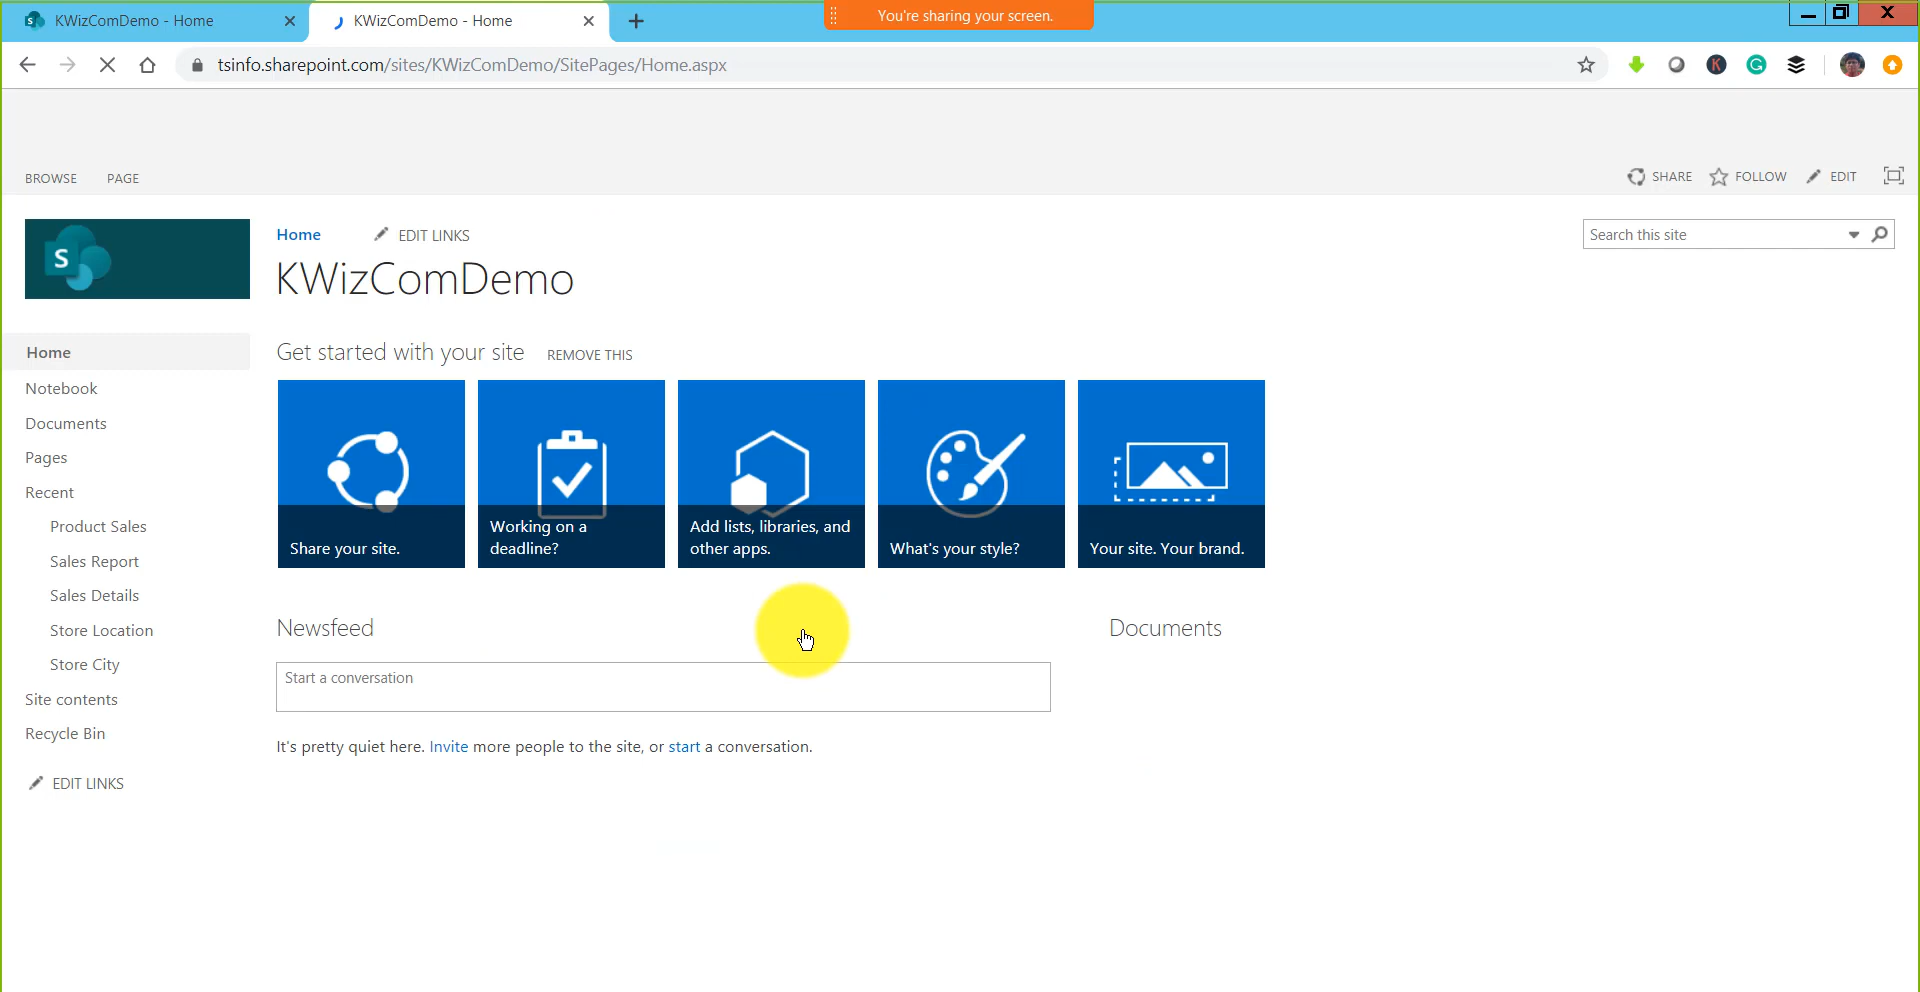 KWizComDemo - Home
KWizComDemo - Home
You're sharing your screen.
tsinfo.sharepoint.com/sites/KWizComDemo/SitePages/Home.aspx
K
G
BROWSE PAGE
SHARE FOLLOW EDIT
S
Home EDIT LINKS
Search this site
KWizComDemo
Home
Notebook
Documents
Pages
Recent
Product Sales
Sales Report
Sales Details
Store Location
Store City
Site contents
Recycle Bin
EDIT LINKS
Get started with your site REMOVE THIS
Share your site.
Working on a
deadline?
Add lists, libraries, and
other apps.
What's your style?
Your site. Your brand.
Newsfeed
Start a conversation
It's pretty quiet here. Invite more people to the site, or start a conversation.
Documents